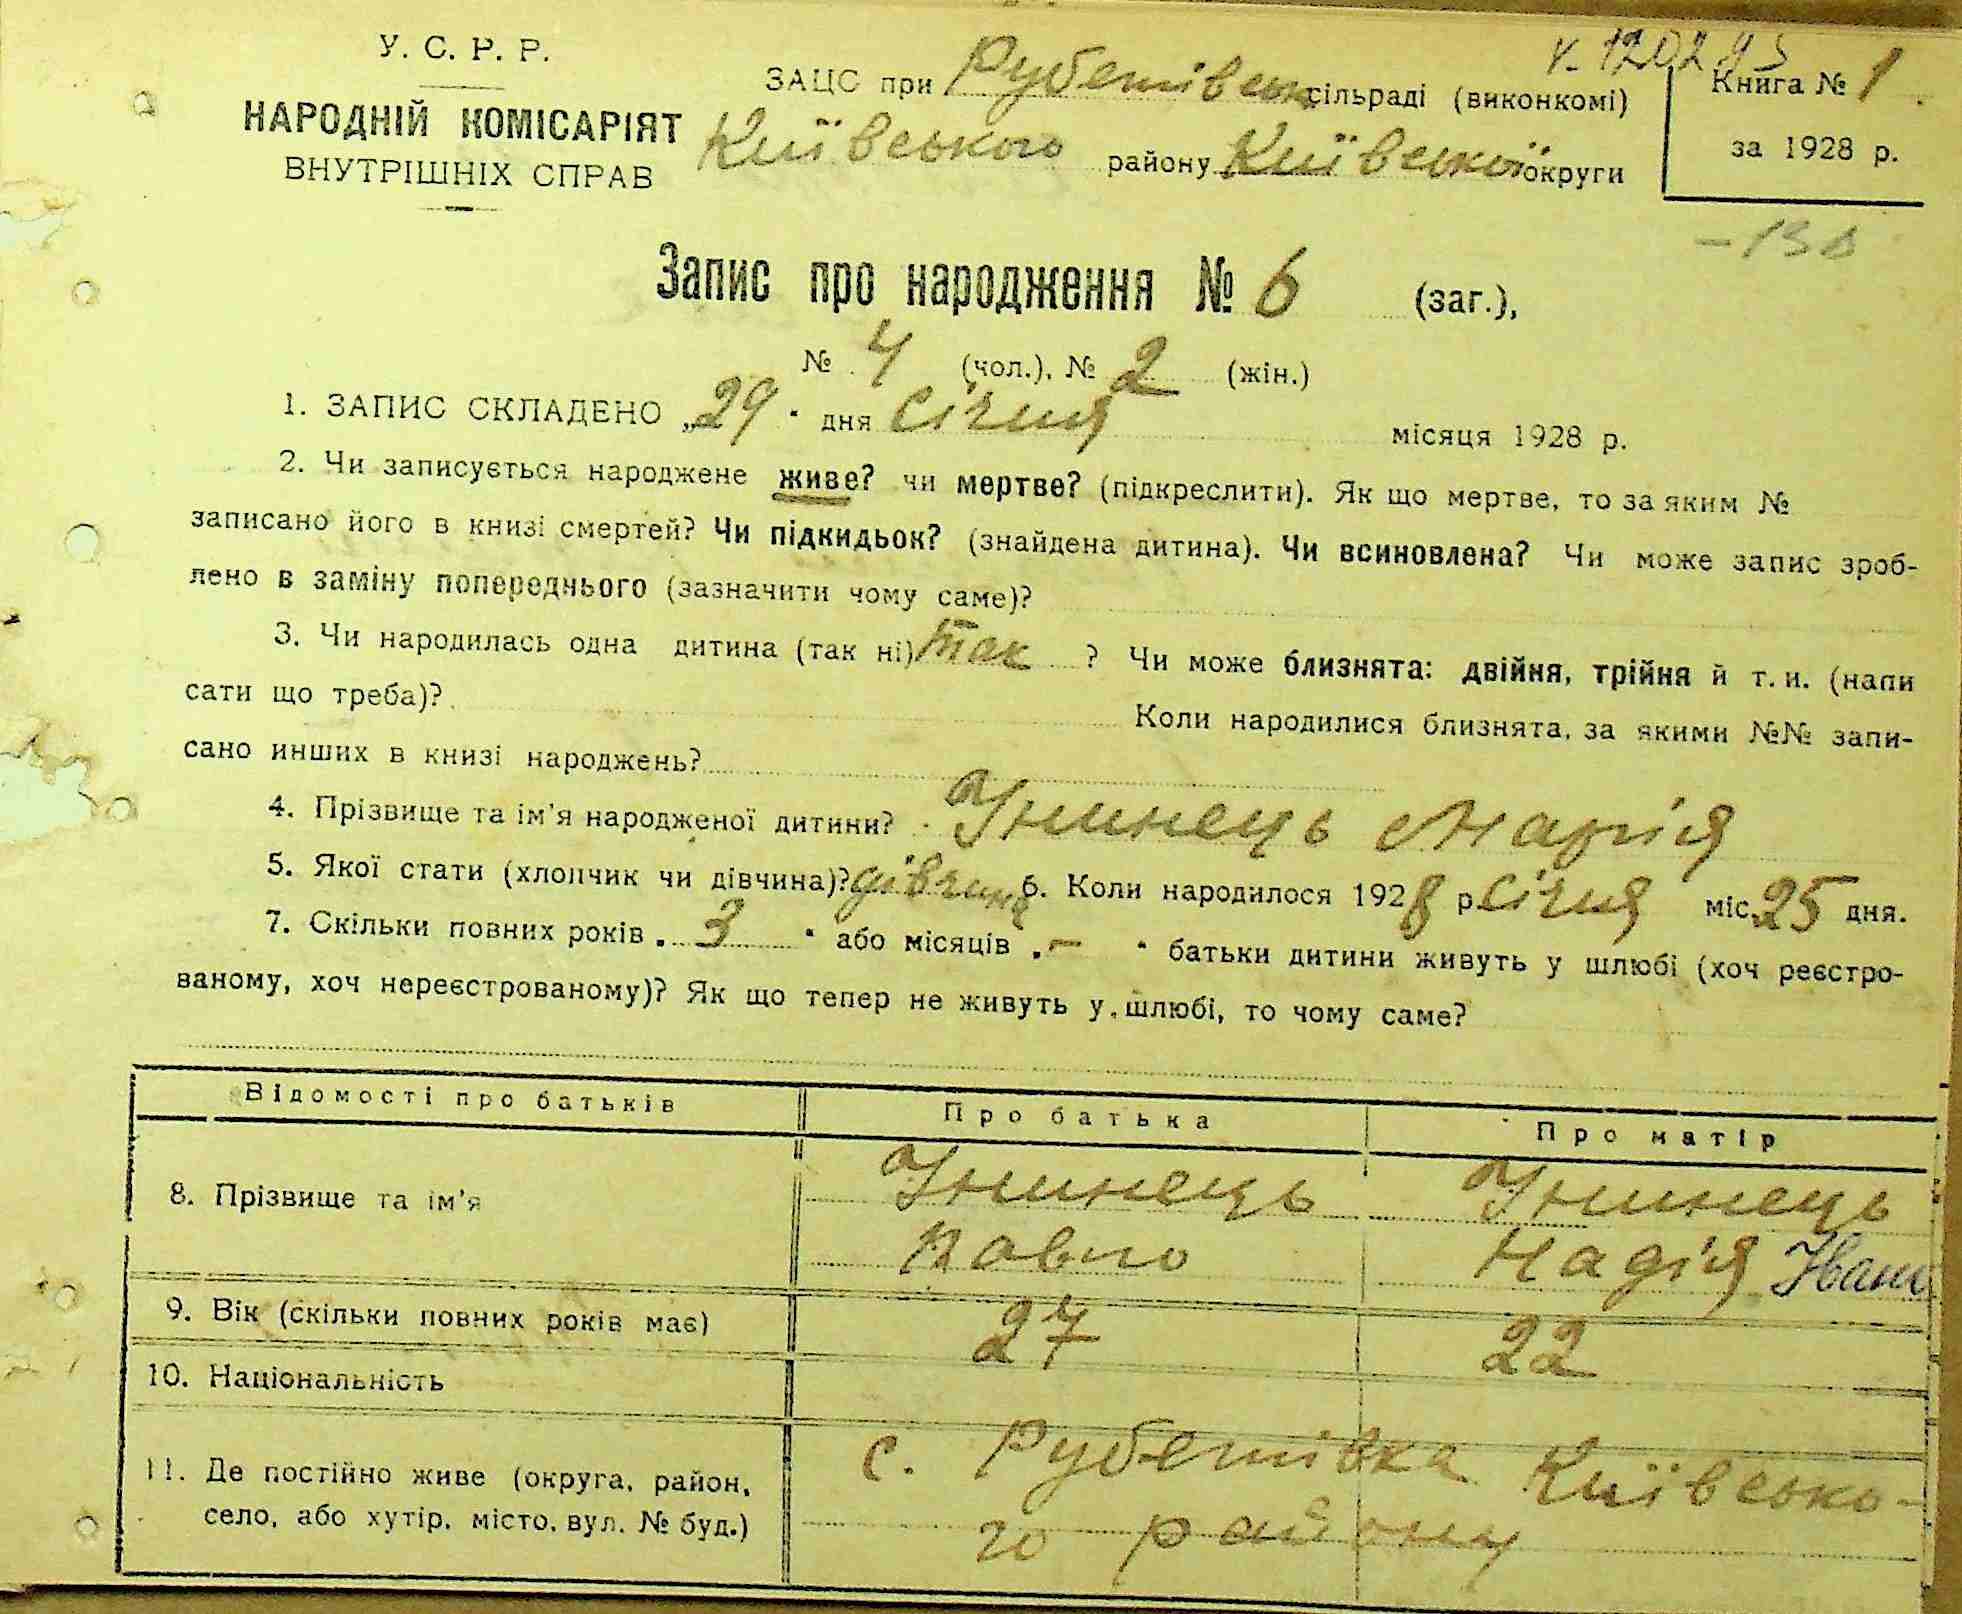 У. С. Р. Р.
НАРОДНІЙ КОМІСАРІЯТ
ВНУТРІШНІХ СПРАВ
ЗАЦС при Рубежівськ сільраді (виконкомі)
Київського району Київської округи
Книга № 1
за 1928 р.
Запис про народження № 6 (заг.),
№ 4 (чол.), № 2 (жін.)
1. ЗАПИС СКЛАДЕНО „29" дня Січня місяця 1928 р.
2. Чи записується народжене живе? чи мертве? (підкреслити). Як що мертве, то за яким №
записано його в книзі смертей? Чи підкидьок? (знайдена дитина). Чи всиновлена? Чи може запис зроб-
лено в заміну попереднього (зазначити чому саме)?
3. Чи народилась одна дитина (так ні) так ? Чи може близнята: двійня, трійня й т. и. (напи
сати що треба)? Коли народилися близнята, за якими №№ запи-
сано инших в книзі народжень?
4. Прізвище та ім'я народженої дитини? Марія
5. Якої стати (хлопчик чи дівчина)? дівчина 6. Коли народилося 1928 р. Січня міс. 25 дня.
7. Скільки повних років „ 3 " або місяців „ – " батьки дитини живуть у шлюбі (хоч реєстро-
ваному, хоч нереєстрованому)? Як що тепер не живуть у шлюбі, то чому саме?
Відомості про батьків Про батька Про матір
8. Прізвище та ім'я
Павло Надія Іван
9. Вік (скільки повних років має) 27 22
10. Національність
11. Де постійно живе (округа, район,
село, або хутір, місто, вул. № буд.)
с. Рубежівка Київсько-
го району